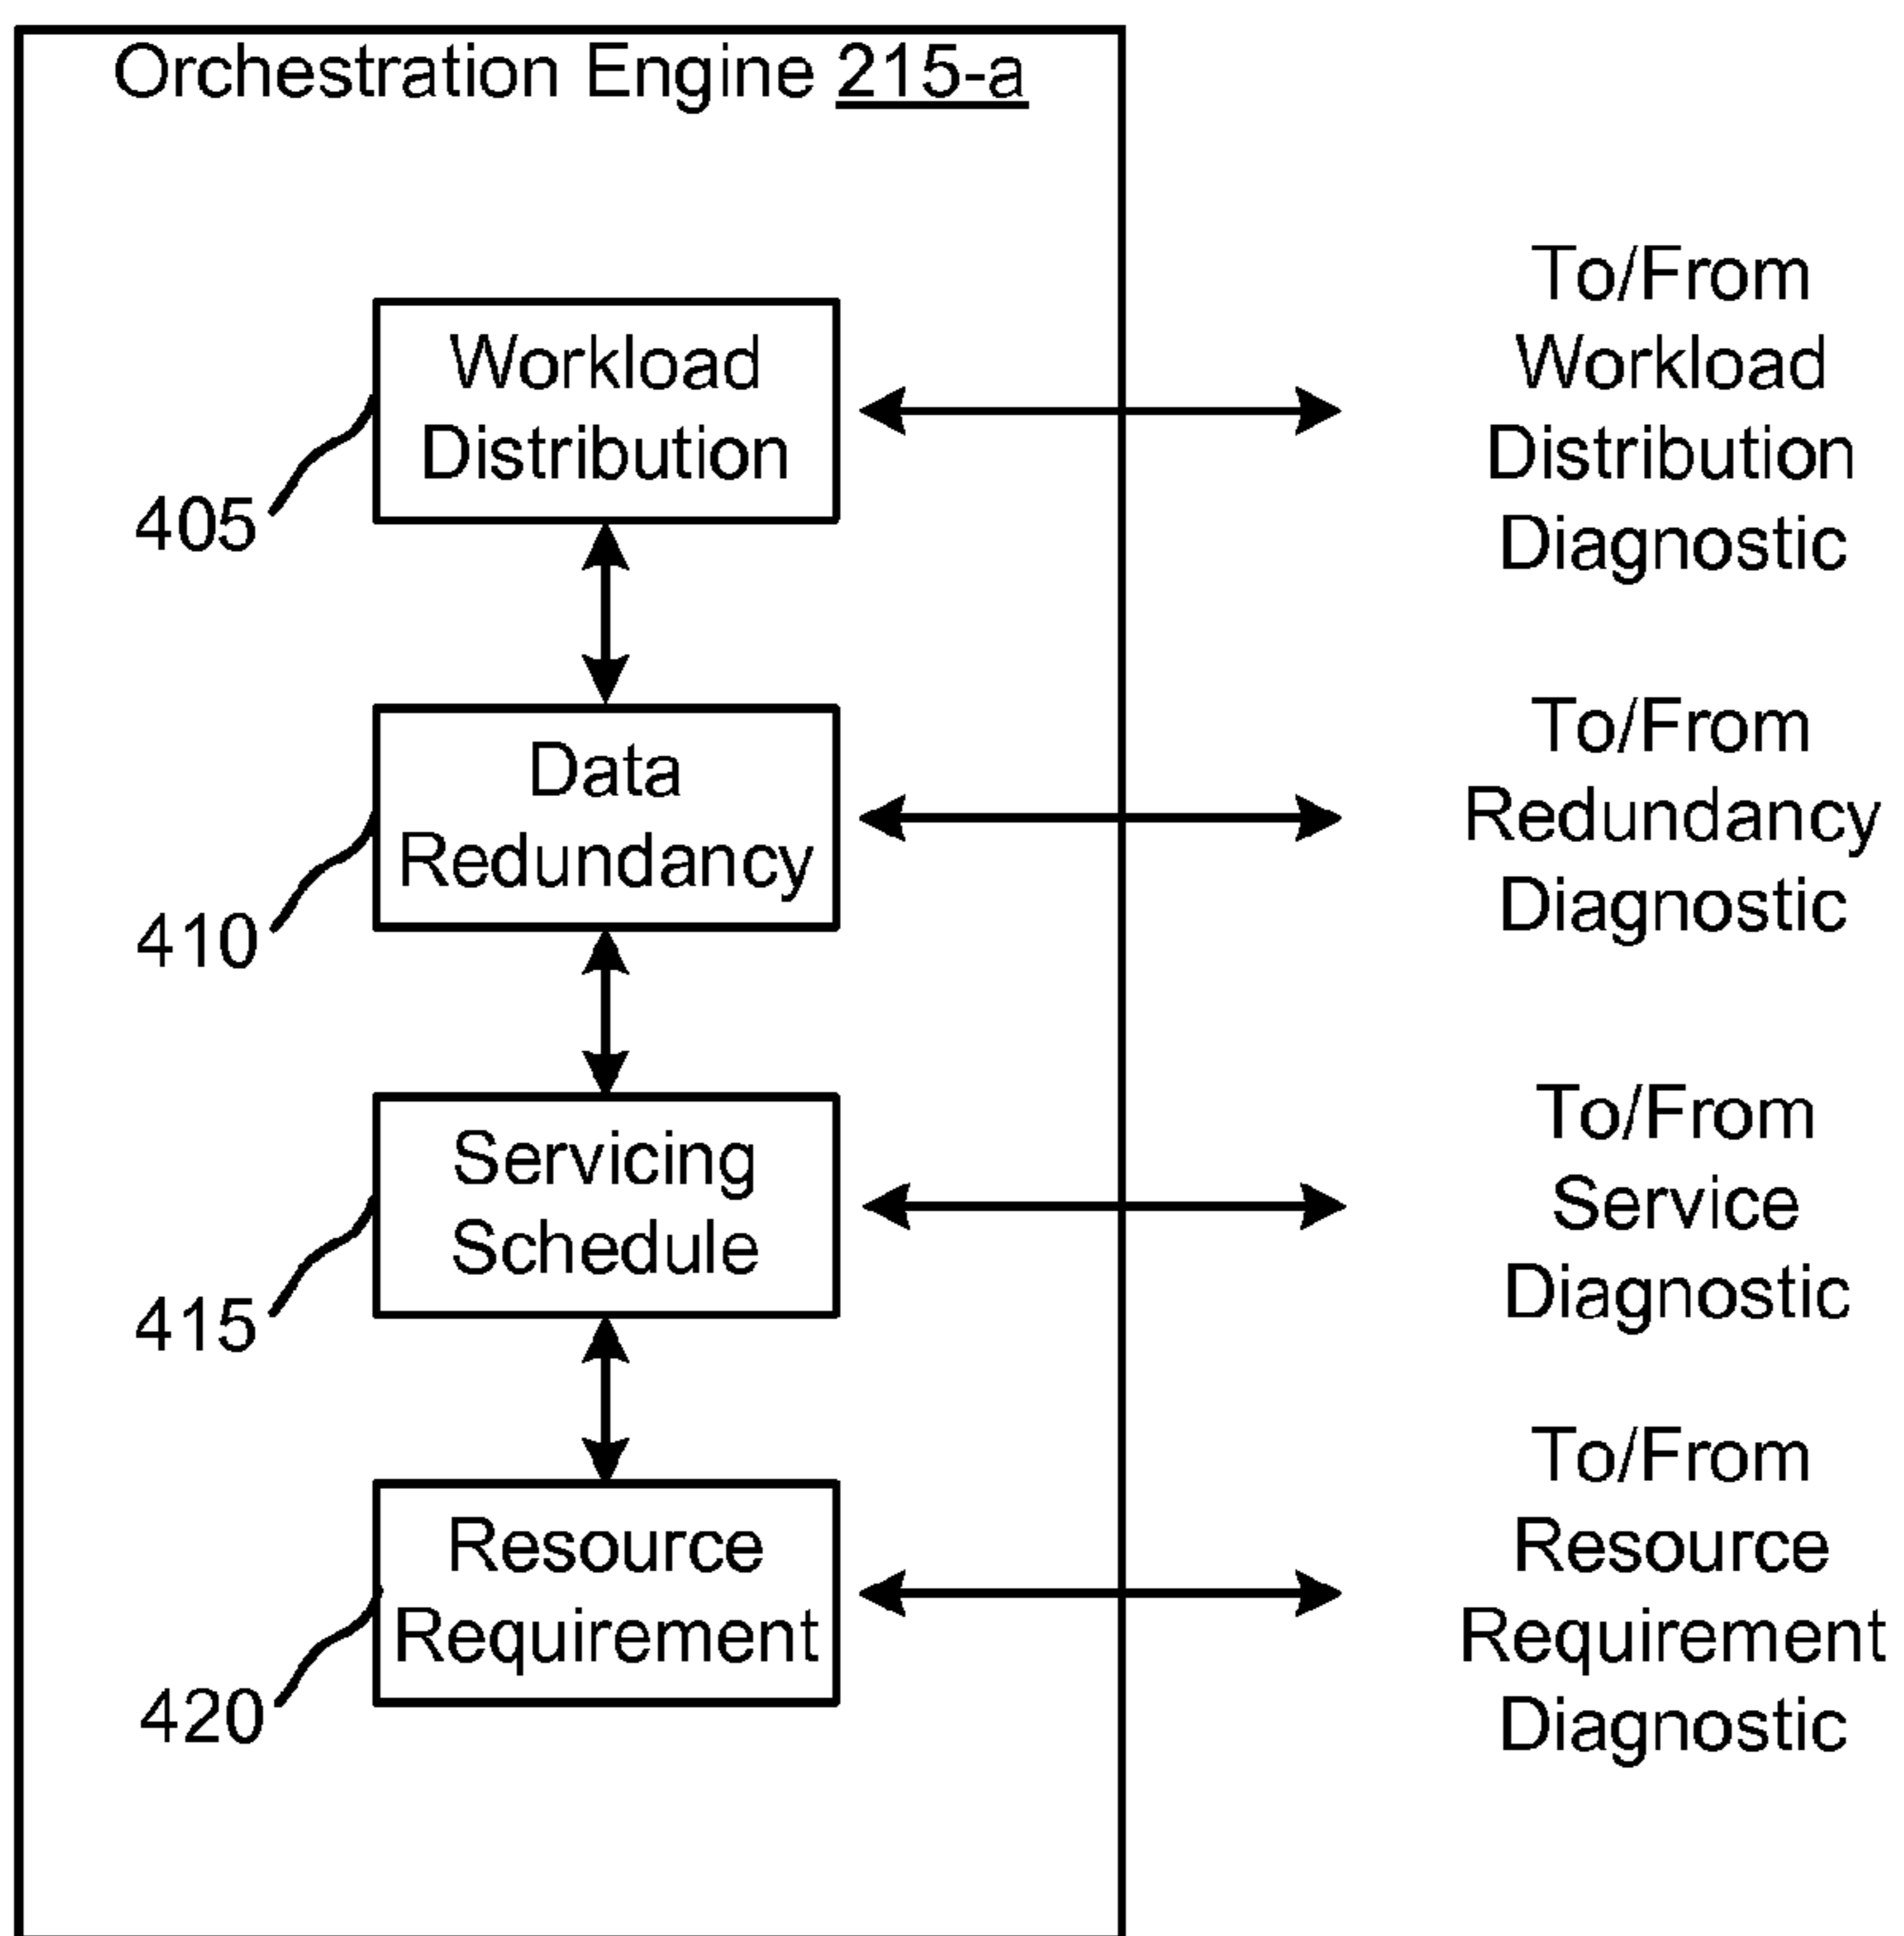 Orchestration Engine 215-a
Workload
Distribution
405
To/From
Workload
Distribution
Diagnostic
Data
Redundancy
410
To/From
Redundancy
Diagnostic
Servicing
Schedule
415
To/From
Service
Diagnostic
Resource
Requirement
420
To/From
Resource
Requirement
Diagnostic